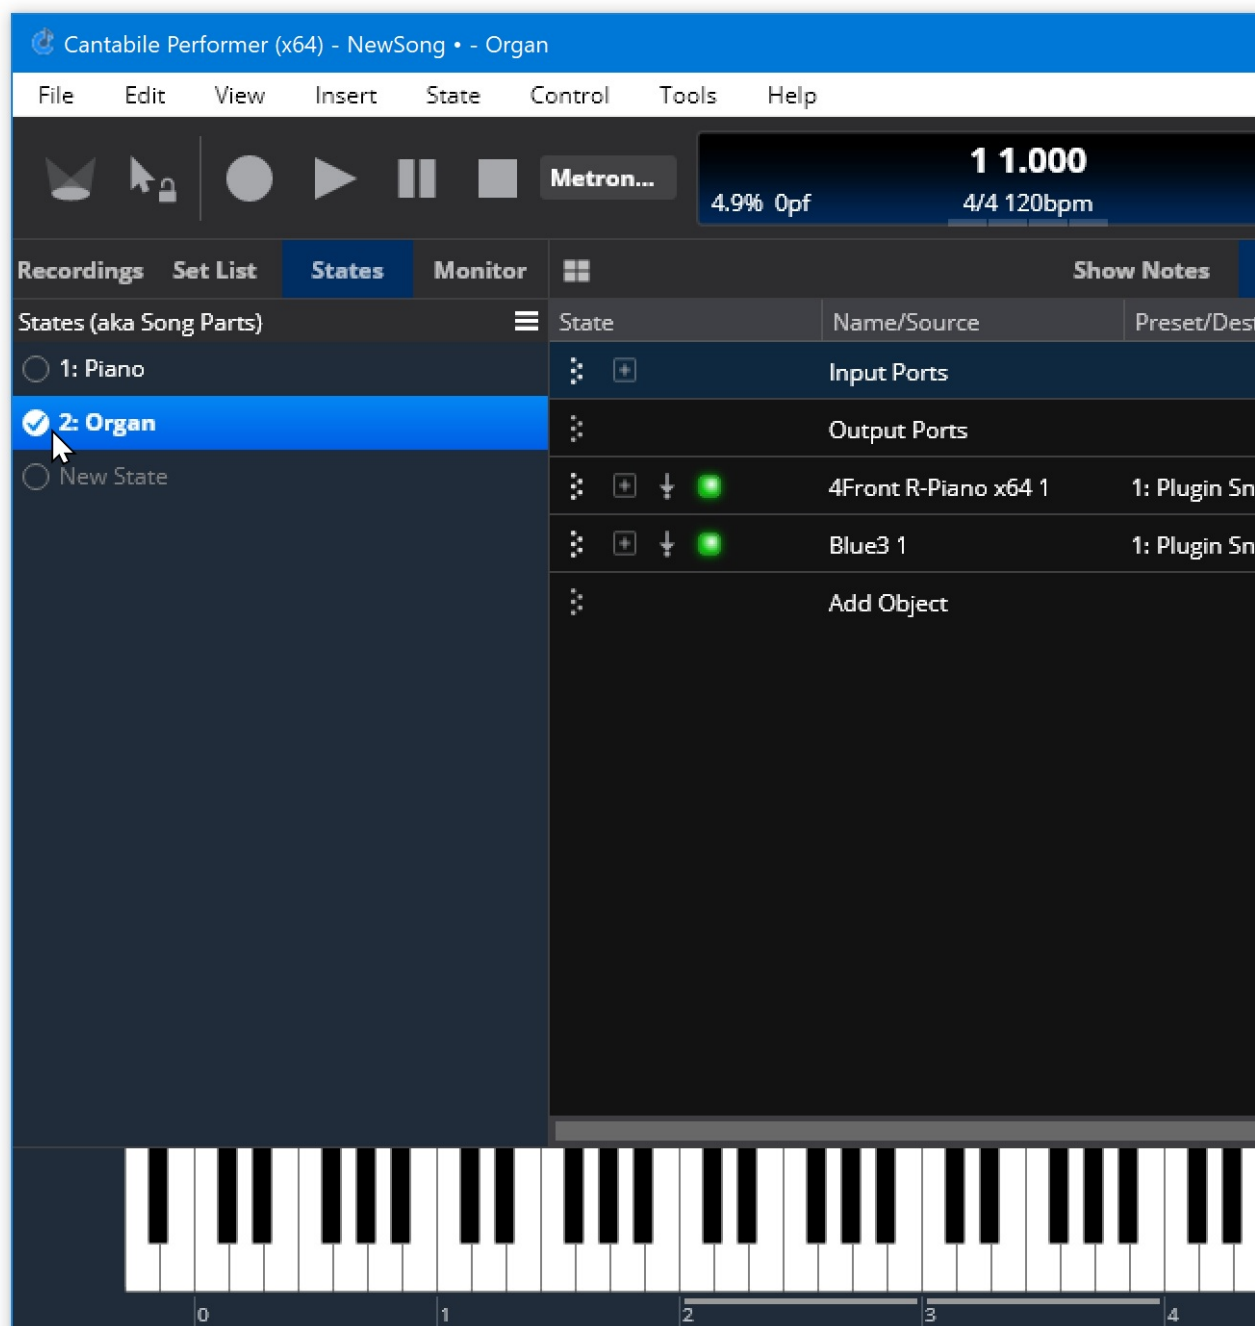 Cantabile Performer (x64) - NewSong • - Organ
File Edit View Insert State Control Tools Help
Metron...
1 1.000
4.9% 0pf 4/4 120bpm
Recordings Set List States Monitor Show Notes
States (aka Song Parts) State Name/Source Preset/Dest
1: Piano Input Ports
2: Organ Output Ports
New State 4Front R-Piano x64 1 1: Plugin Sn
Blue3 1 1: Plugin Sn
Add Object
0 1 2 3 4